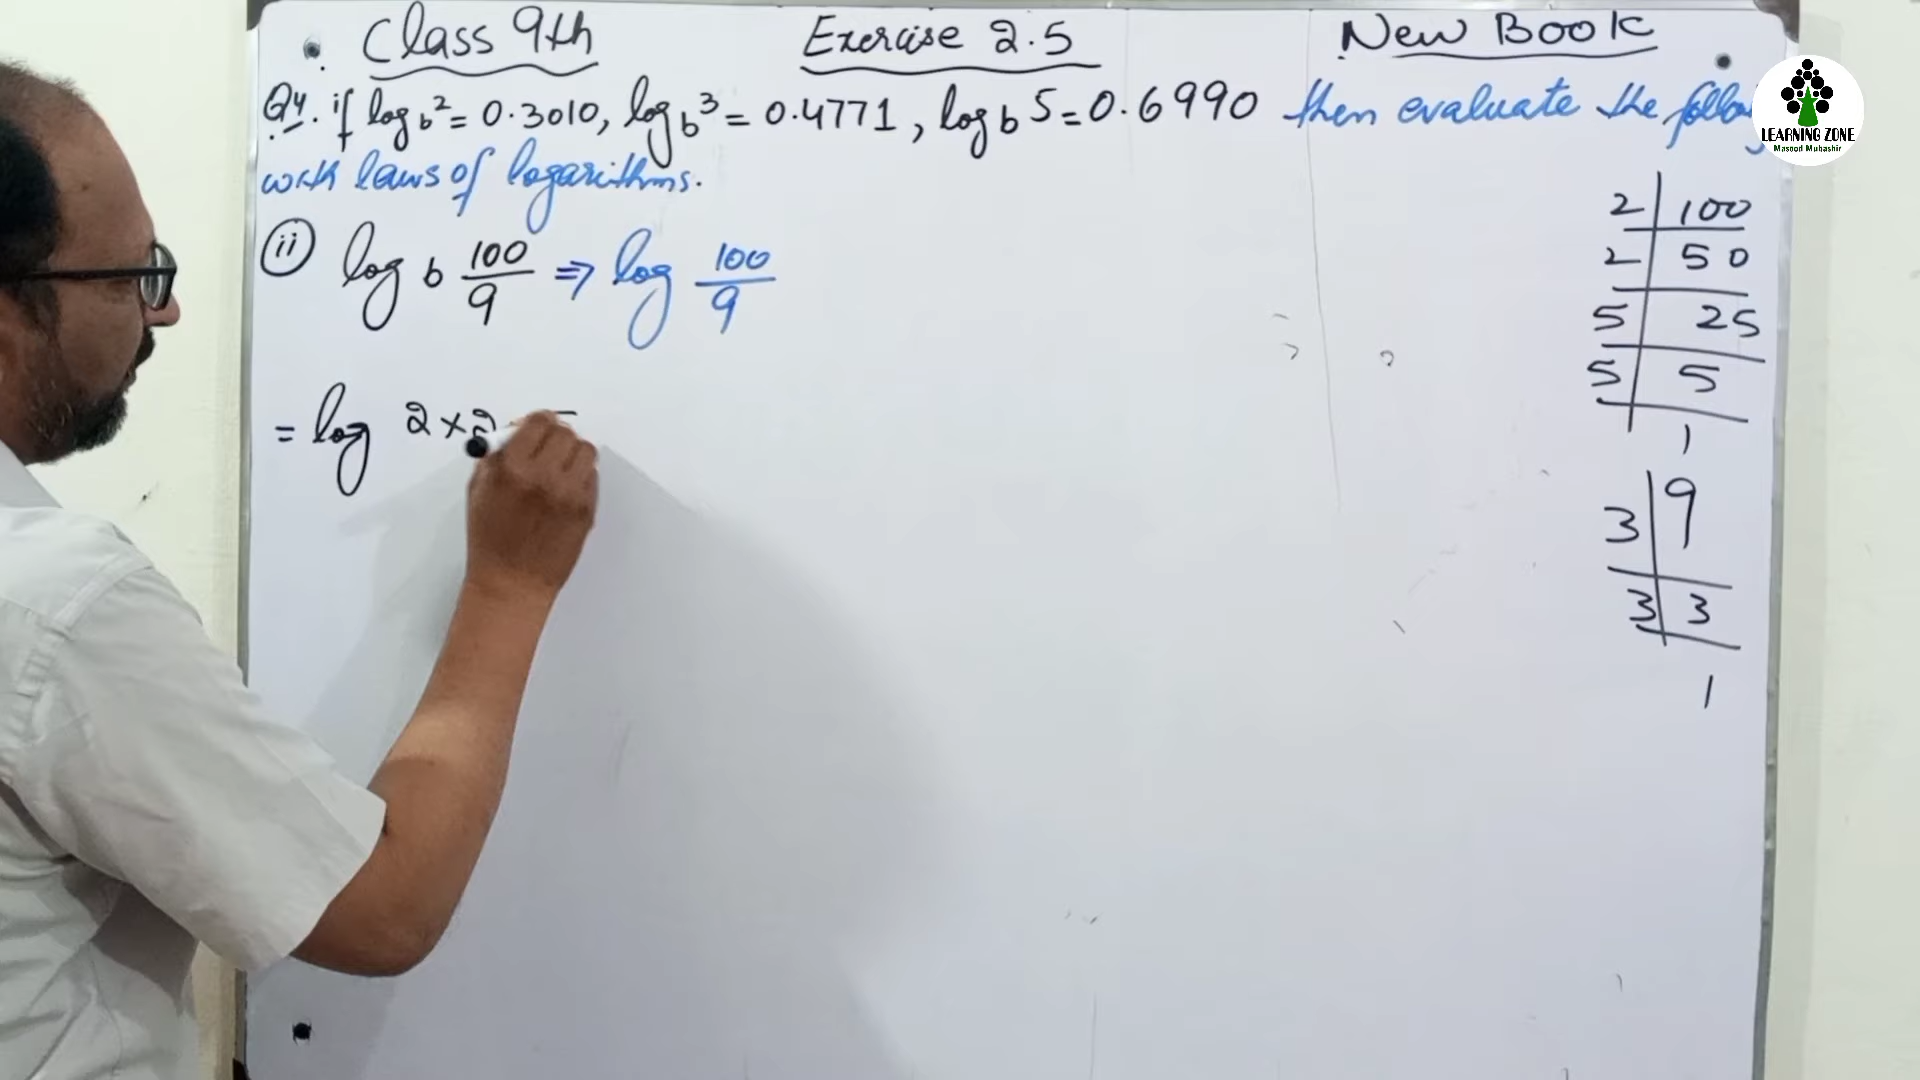 Class 9th Exercise 2.5 New Book
Q4. if log b 2 = 0.3010, log b 3 = 0.4771, log b 5 = 0.6990 then evaluate the
with laws of logarithms.
(ii) log b 100/9 ⇒ log 100/9
= log 2 × 2
2 | 100
2 | 50
5 | 25
5 | 5
1
3 | 9
3 | 3
1
LEARNING ZONE
Masood Mubashir